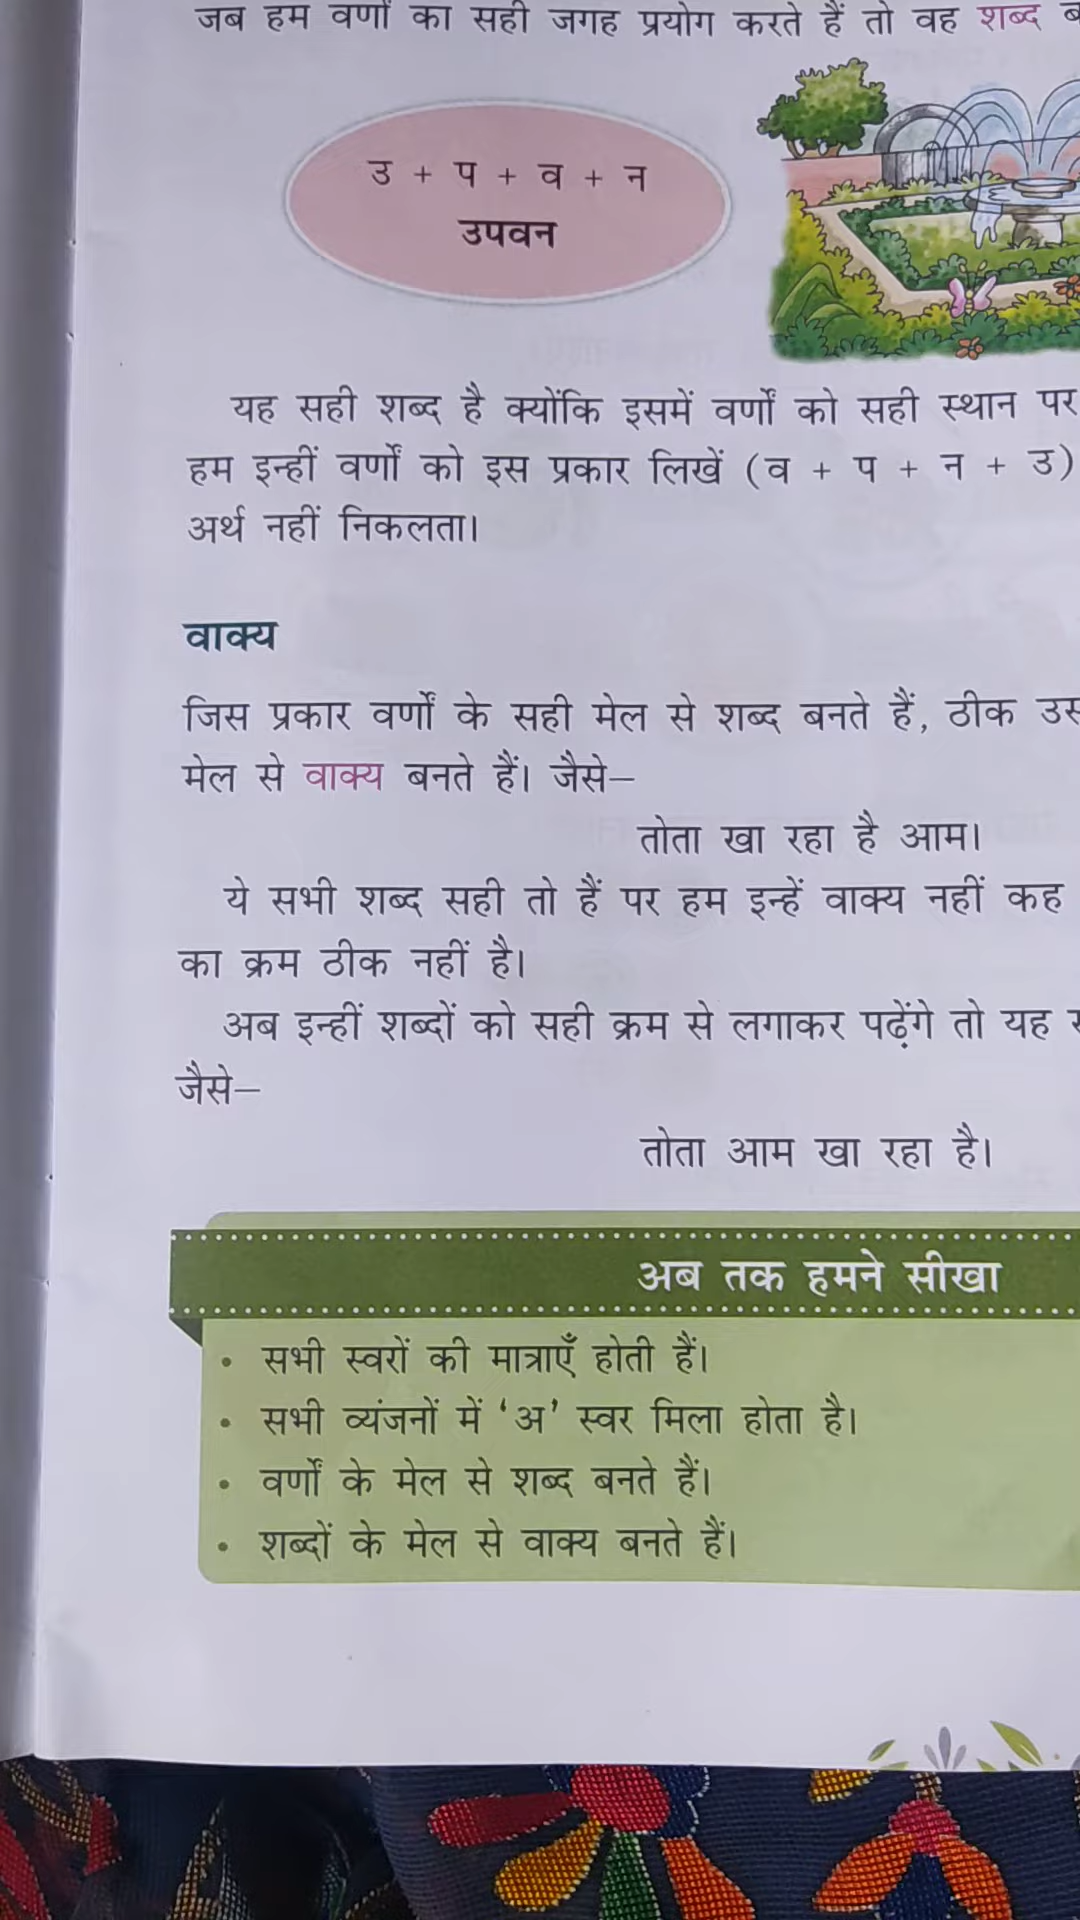 जब हम वर्णों का सही जगह प्रयोग करते हैं तो वह शब्द
उ + प + व + न
उपवन
यह सही शब्द है क्योंकि इसमें वर्णों को सही स्थान पर
हम इन्हीं वर्णों को इस प्रकार लिखें (व + प + न + उ)
अर्थ नहीं निकलता।
वाक्य
जिस प्रकार वर्णों के सही मेल से शब्द बनते हैं, ठीक
मेल से वाक्य बनते हैं। जैसे–
तोता खा रहा है आम।
ये सभी शब्द सही तो हैं पर हम इन्हें वाक्य नहीं कह
का क्रम ठीक नहीं है।
अब इन्हीं शब्दों को सही क्रम से लगाकर पढ़ेंगे तो यह
जैसे–
तोता आम खा रहा है।
अब तक हमने सीखा
• सभी स्वरों की मात्राएँ होती हैं।
• सभी व्यंजनों में ‘अ’ स्वर मिला होता है।
• वर्णों के मेल से शब्द बनते हैं।
• शब्दों के मेल से वाक्य बनते हैं।